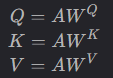 Q = AW^Q
K = AW^K
V = AW^V